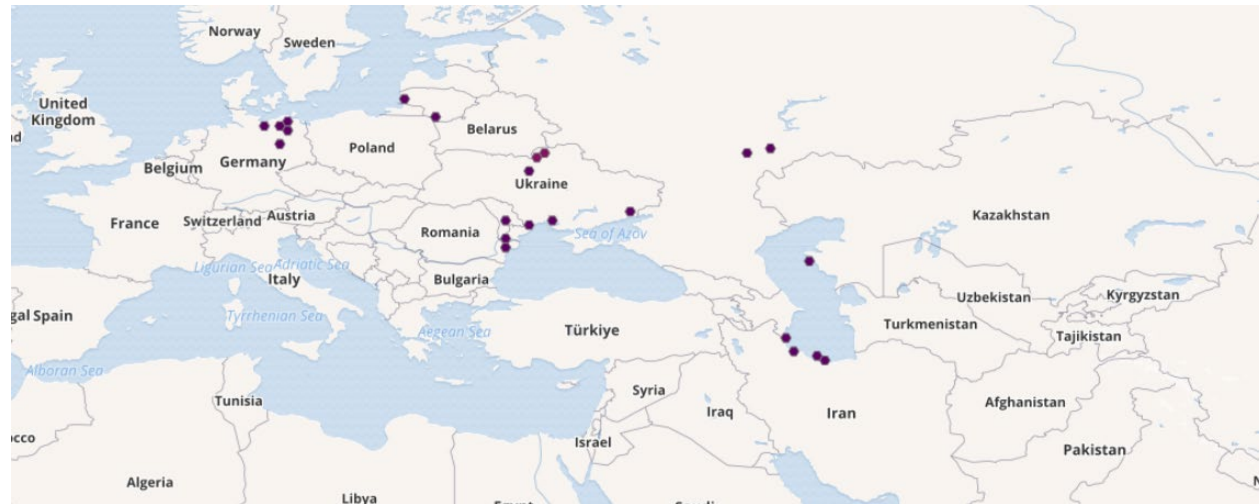 Norway
Sweden
United
Kingdom
Belarus
Poland
Belgium
Germany
Ukraine
France
Switzerland
Austria
Kazakhstan
Romania
Sea of Azov
Ligurian Sea
Adriatic Sea
Italy
Bulgaria
Uzbekistan
Kyrgyzstan
gal
Spain
Tyrrhenian Sea
Aegean Sea
Türkiye
Turkmenistan
Tajikistan
Alboran Sea
Syria
Tunisia
Iraq
Iran
Afghanistan
occo
Israel
Pakistan
Algeria
Libya